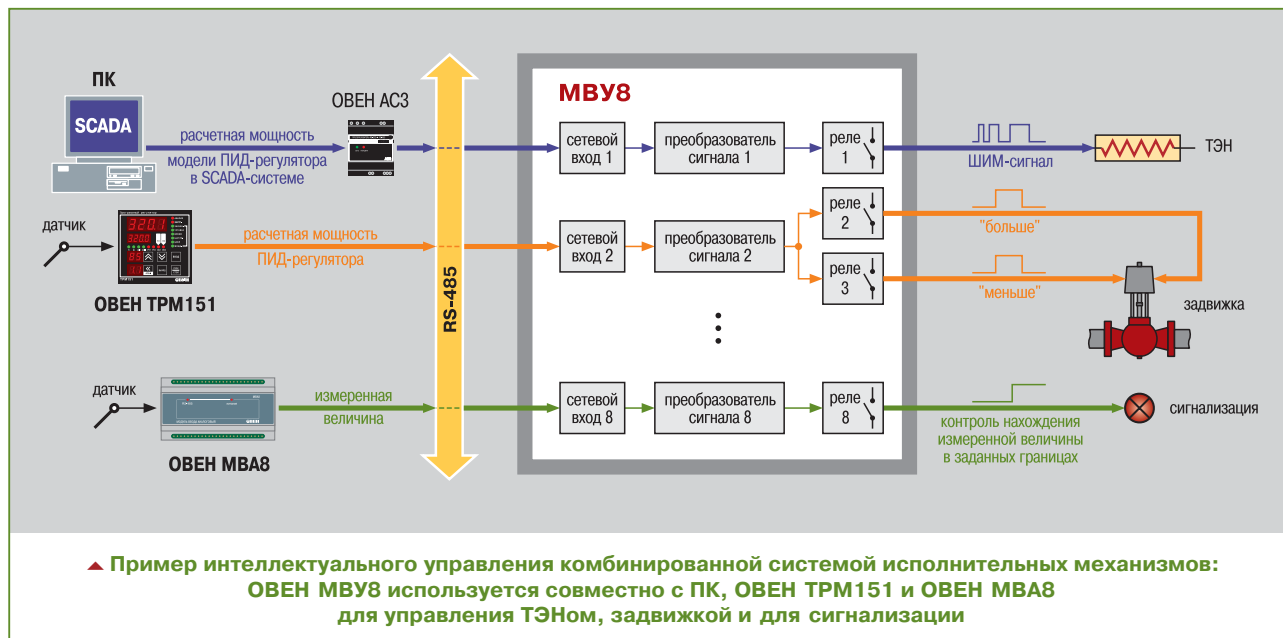 ПК
SCADA
расчетная мощность
модели ПИД-регулятора
в SCADA-системе
ОВЕН АС3
RS-485
МВУ8
сетевой
вход 1
преобразователь
сигнала 1
реле
1
ШИМ-сигнал
ТЭН
датчик
320.1
320.0
ОВЕН ТРМ151
расчетная мощность
ПИД-регулятора
сетевой
вход 2
преобразователь
сигнала 2
реле
2
"больше"
реле
3
"меньше"
задвижка
датчик
ОВЕН МВА8
измеренная
величина
сетевой
вход 8
преобразователь
сигнала 8
реле
8
контроль нахождения
измеренной величины
в заданных границах
сигнализация
Пример интеллектуального управления комбинированной системой исполнительных механизмов:
ОВЕН МВУ8 используется совместно с ПК, ОВЕН ТРМ151 и ОВЕН МВА8
для управления ТЭНом, задвижкой и для сигнализации